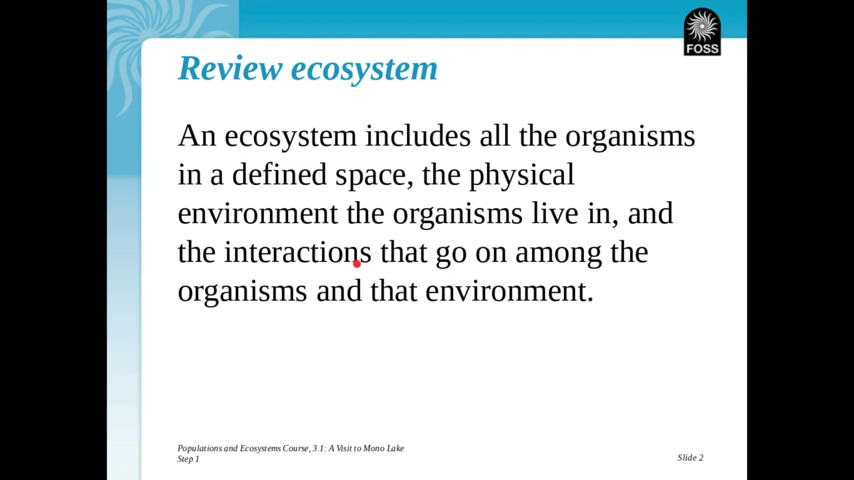 FOSS
Review ecosystem
An ecosystem includes all the organisms
in a defined space, the physical
environment the organisms live in, and
the interactions that go on among the
organisms and that environment.
Populations and Ecosystems Course, 3.1: A Visit to Mono Lake
Step 1
Slide 2